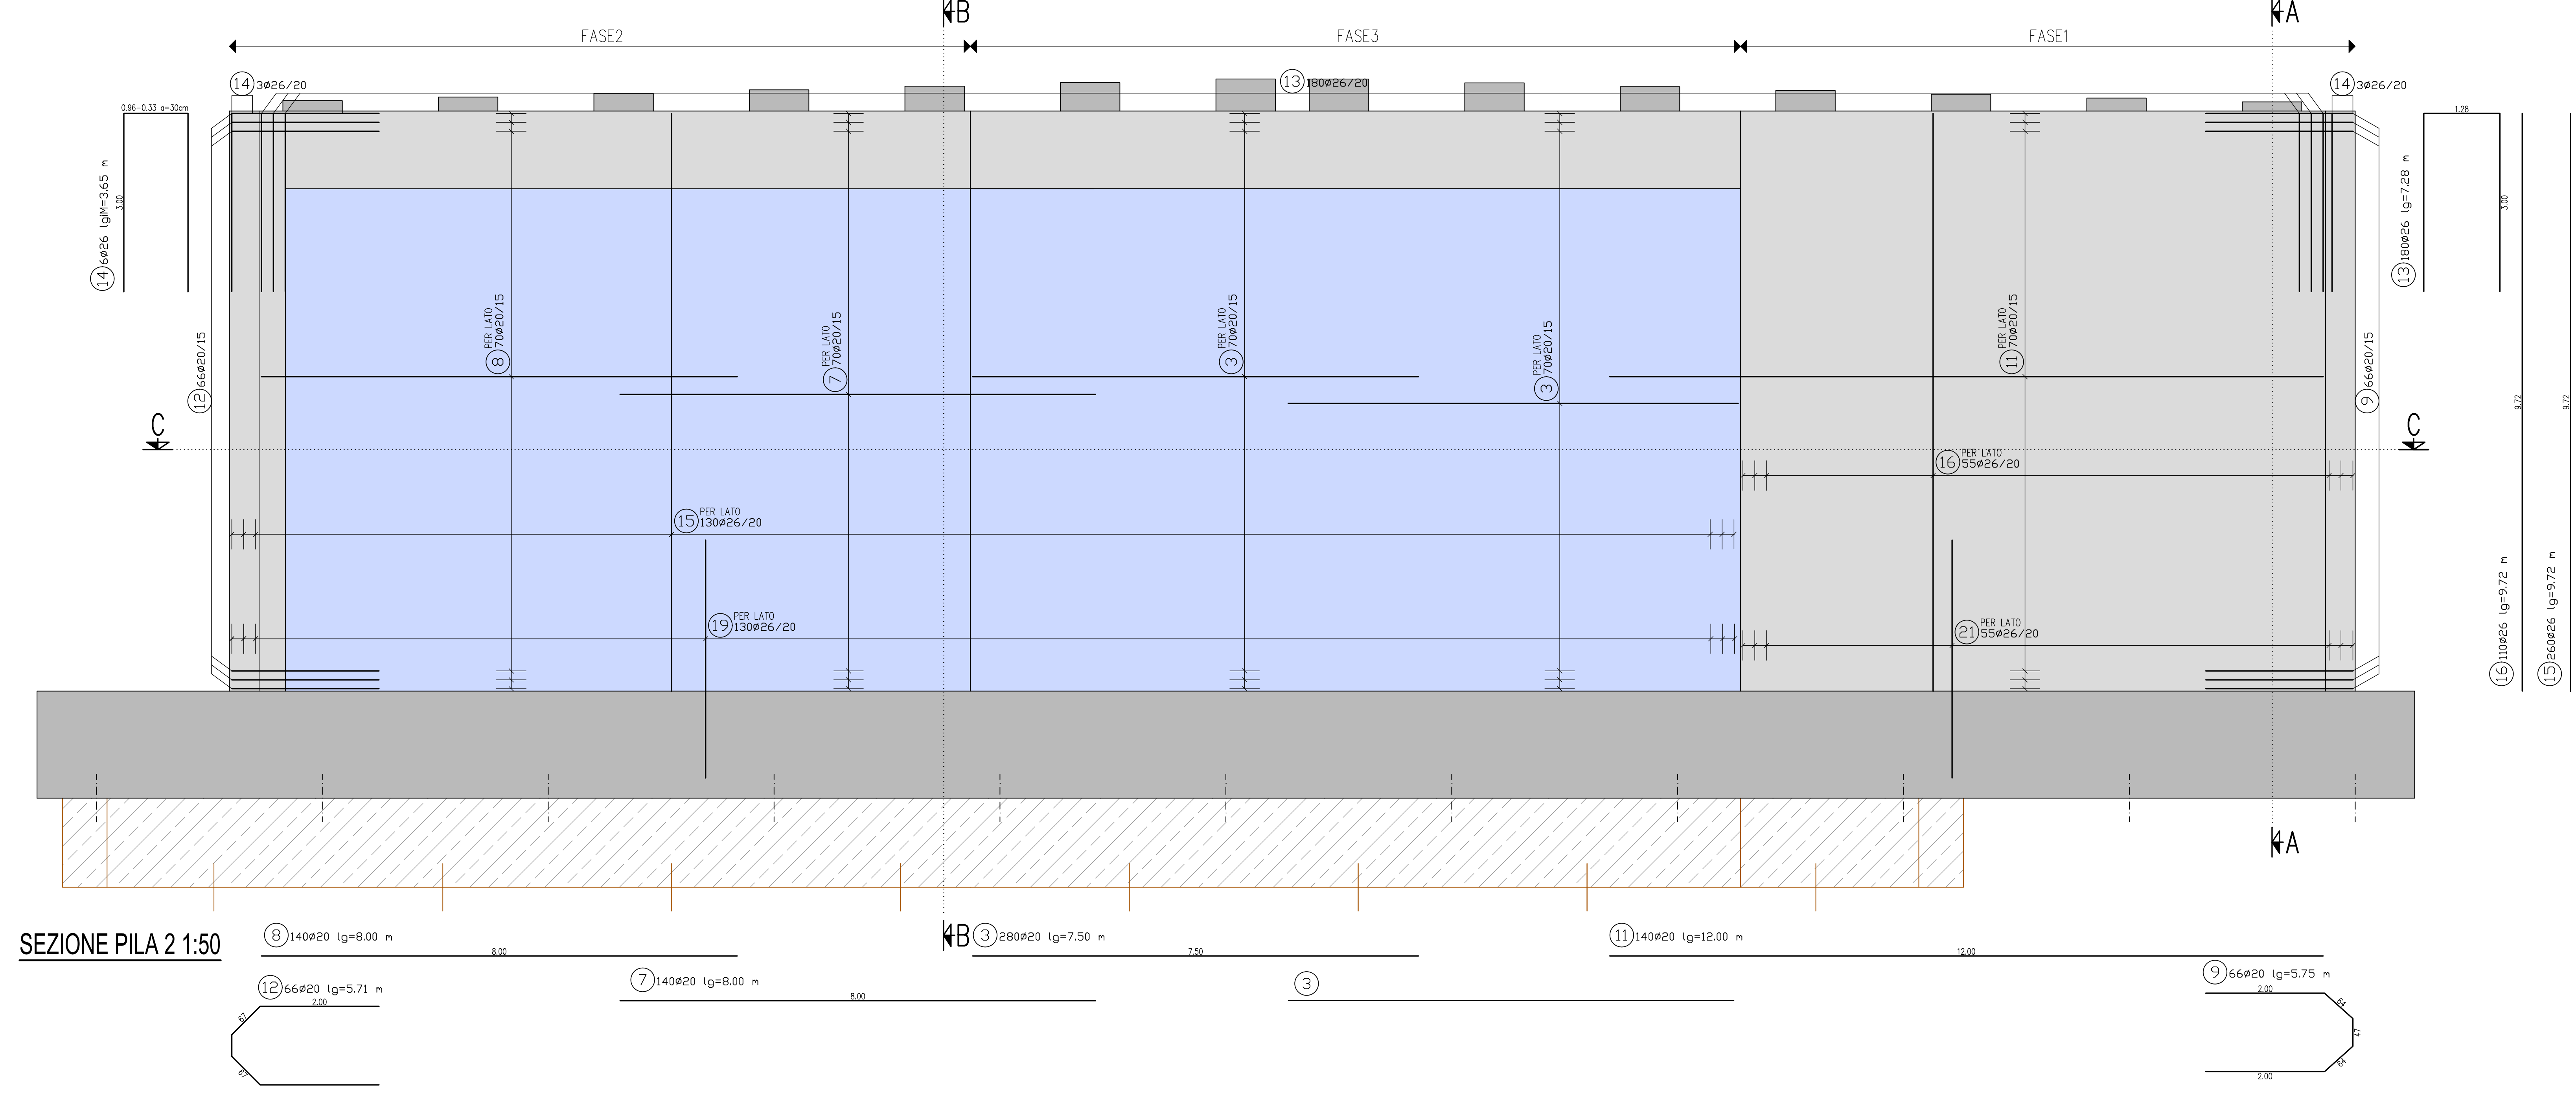 B
A
FASE2
FASE3
FASE1
14 3ø26/20
13 180ø26/20
14 3ø26/20
0.96-0.33 a=30cm
1.28
14 6ø26 lgiM=3.65 m
3.00
13 180ø26 lg=7.28 m
3.00
12 66ø20/15
PER LATO
8 70ø20/15
PER LATO
7 70ø20/15
PER LATO
3 70ø20/15
PER LATO
3 70ø20/15
PER LATO
11 70ø20/15
9 66ø20/15
9.72
9.72
C
C
PER LATO
16 55ø26/20
PER LATO
15 130ø26/20
PER LATO
19 130ø26/20
PER LATO
21 55ø26/20
16 110ø26 lg=9.72 m
15 260ø26 lg=9.72 m
A
B
SEZIONE PILA 2 1:50
8 140ø20 lg=8.00 m
8.00
3 280ø20 lg=7.50 m
7.50
11 140ø20 lg=12.00 m
12.00
12 66ø20 lg=5.71 m
2.00
67
67
7 140ø20 lg=8.00 m
8.00
3
9 66ø20 lg=5.75 m
2.00
64
47
64
2.00